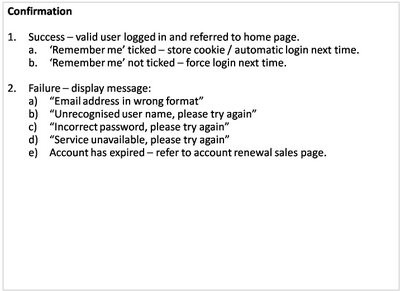 Confirmation
1. Success – valid user logged in and referred to home page.
a. ‘Remember me’ ticked – store cookie / automatic login next time.
b. ‘Remember me’ not ticked – force login next time.
2. Failure – display message:
a) “Email address in wrong format”
b) “Unrecognised user name, please try again”
c) “Incorrect password, please try again”
d) “Service unavailable, please try again”
e) Account has expired – refer to account renewal sales page.